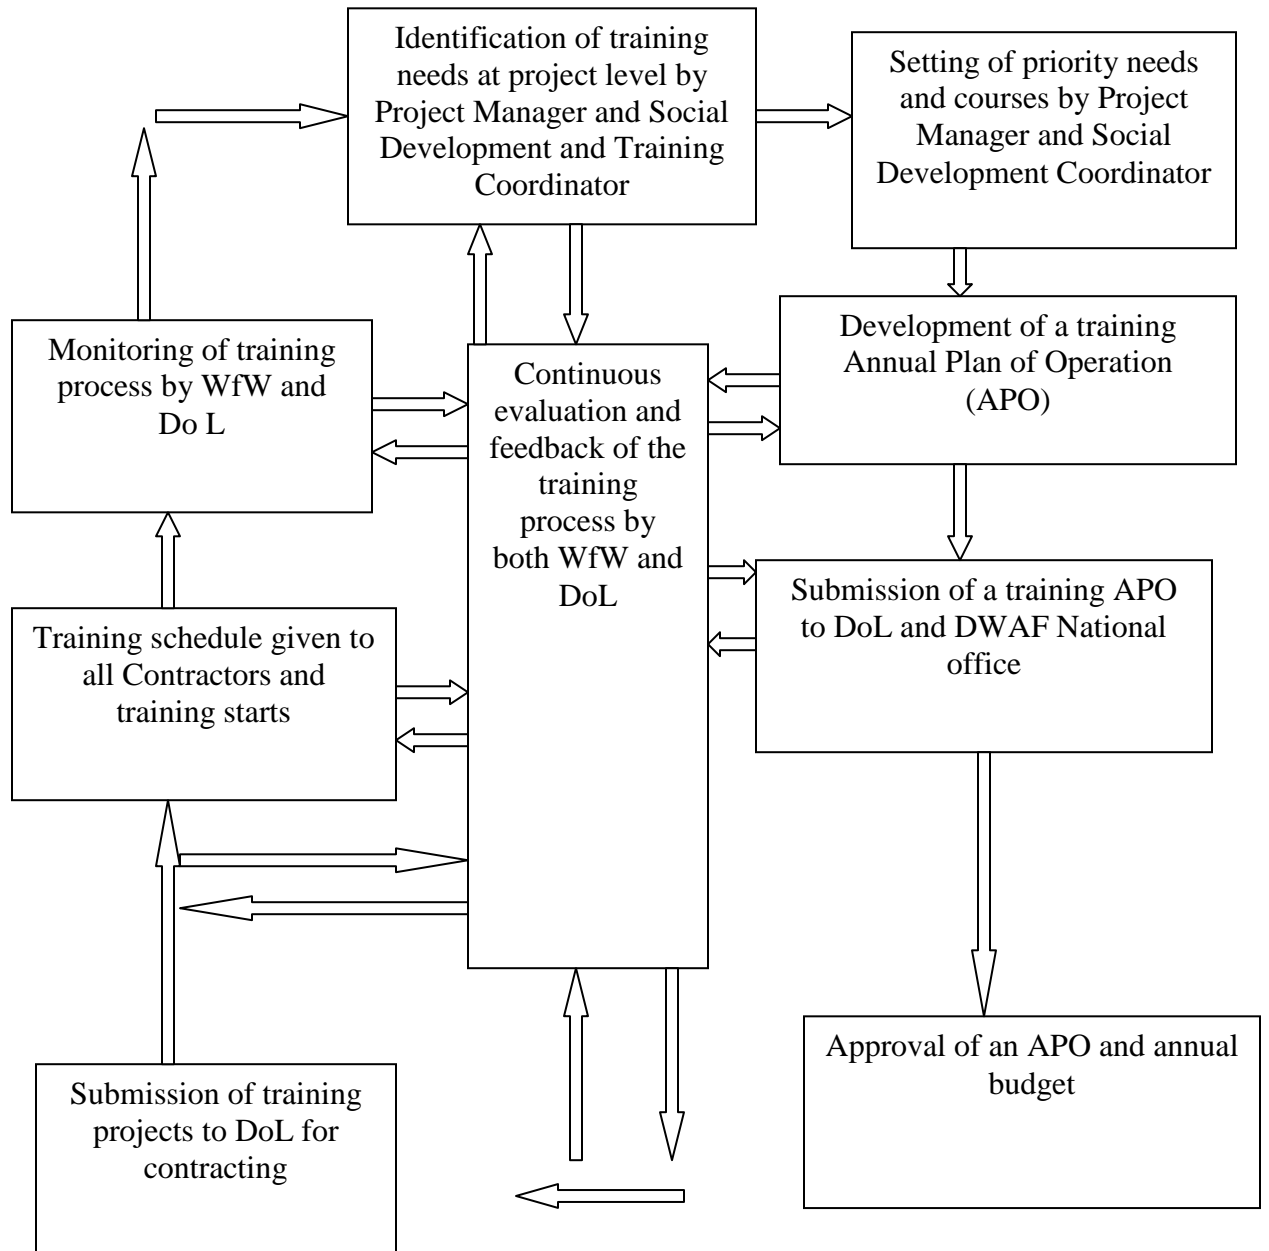 Identification of training
needs at project level by
Project Manager and Social
Development and Training
Coordinator
Setting of priority needs
and courses by Project
Manager and Social
Development Coordinator
Monitoring of training
process by WfW and
Do L
Continuous
evaluation and
feedback of the
training
process by
both WfW and
DoL
Development of a training
Annual Plan of Operation
(APO)
Training schedule given to
all Contractors and
training starts
Submission of a training APO
to DoL and DWAF National
office
Submission of training
projects to DoL for
contracting
Approval of an APO and annual
budget